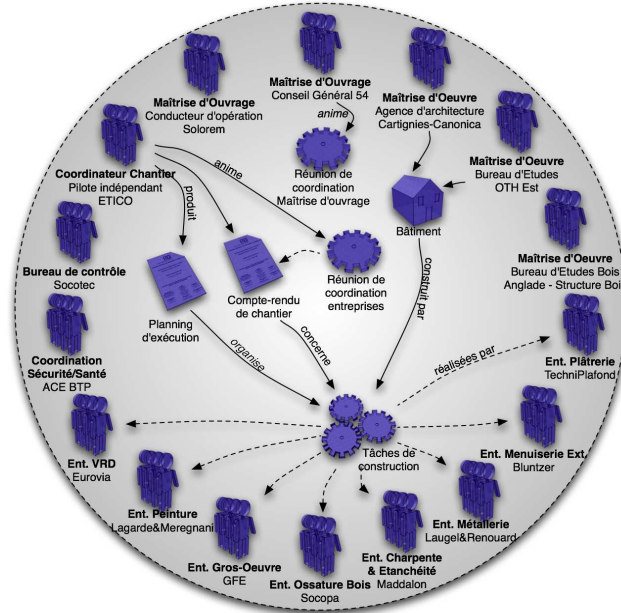 Maîtrise d'Ouvrage
Conducteur d'opération
Solorem
Maîtrise d'Ouvrage
Conseil Général 54
Maîtrise d'Oeuvre
Agence d'architecture
Cartignies-Canonica
anime
Coordinateur Chantier
Pilote indépendant
ETICO
anime
produit
Réunion de
coordination
Maîtrise d'ouvrage
Maîtrise d'Oeuvre
Bureau d'Etudes
OTH Est
Bâtiment
Bureau de contrôle
Socotec
Maîtrise d'Oeuvre
Bureau d'Etudes Bois
Anglade - Structure Boi
Réunion de
coordination
entreprises
Compte-rendu
de chantier
Planning
d'exécution
construit par
organise
concerne
réalisées par
Coordination
Sécurité/Santé
ACE BTP
Ent. Plâtrerie
TechniPlafond
Tâches de
construction
Ent. VRD
Eurovia
Ent. Menuiserie Ext.
Bluntzer
Ent. Peinture
Lagarde&Meregnani
Ent. Métallerie
Laugel&Renouard
Ent. Gros-Oeuvre
GFE
Ent. Ossature Bois
Socopa
Ent. Charpente
& Etanchéité
Maddalon